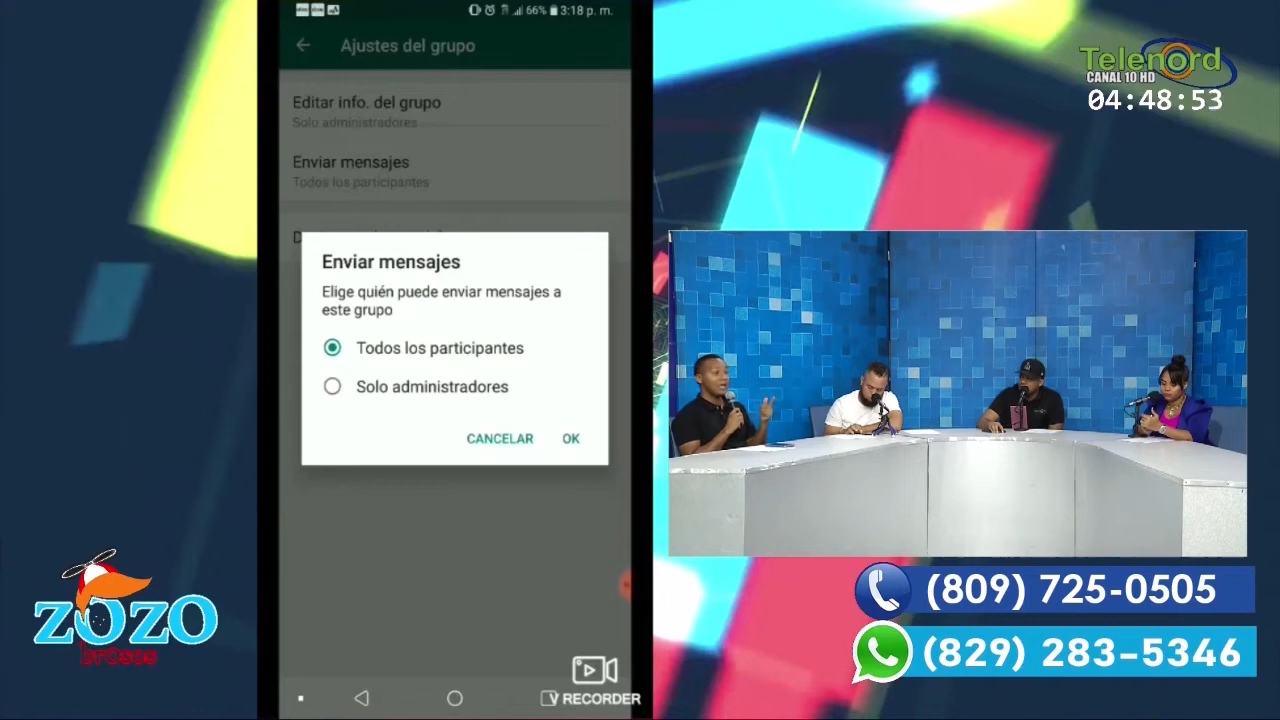 66% 3:18 p. m.
Ajustes del grupo
Editar info. del grupo
Solo administradores
Enviar mensajes
Todos los participantes
Enviar mensajes
Elige quién puede enviar mensajes a
este grupo
Todos los participantes
Solo administradores
CANCELAR OK
V RECORDER
zozo
brosos
Telenord
CANAL 10 HD
04:48:53
(809) 725-0505
(829) 283-5346